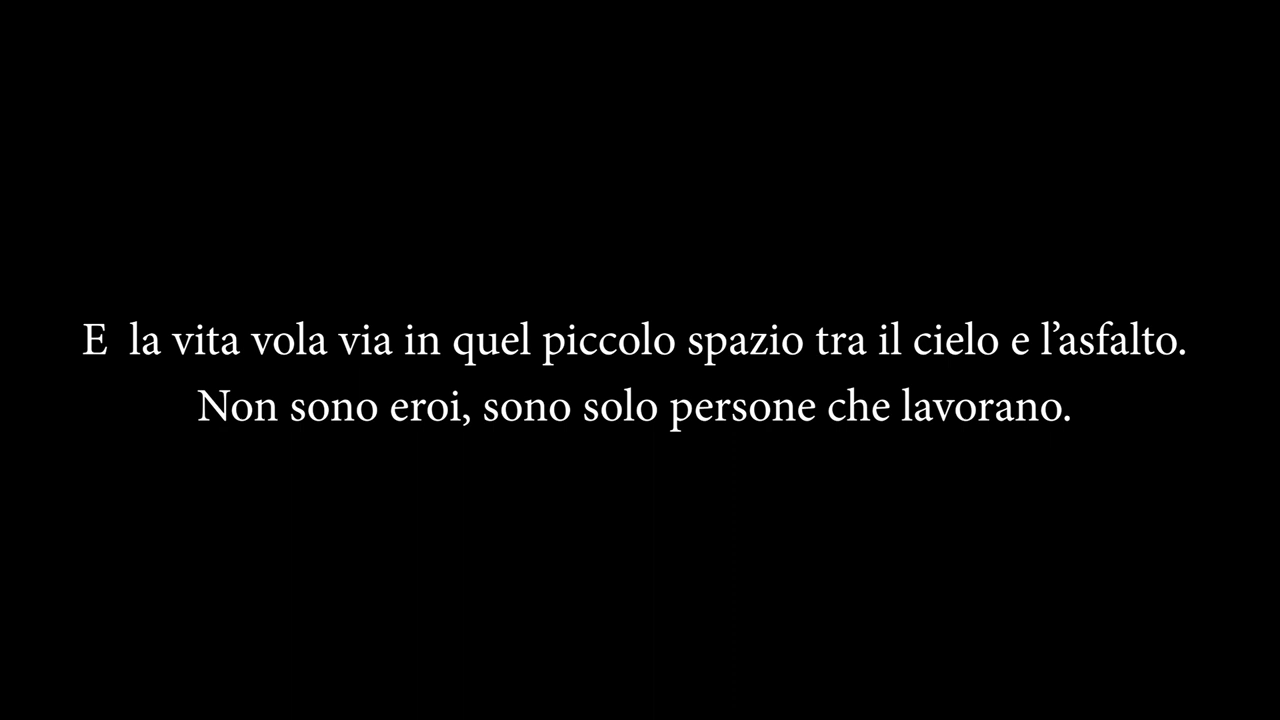 E  la vita vola via in quel piccolo spazio tra il cielo e l’asfalto.
Non sono eroi, sono solo persone che lavorano.